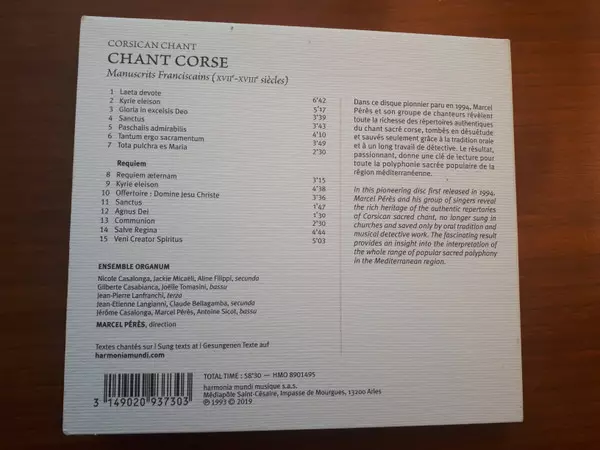 CORSICAN CHANT
CHANT CORSE
Manuscrits Franciscains (XVIIe-XVIIIe siècles)
1 Laeta devote 6'42
2 Kyrie eleison 5'17
3 Gloria in excelsis Deo 3'39
4 Sanctus 3'43
5 Paschalis admirabilis 4'10
6 Tantum ergo sacramentum 3'49
7 Tota pulchra es Maria 2'30
Requiem
8 Requiem æternam 3'15
9 Kyrie eleison 4'38
10 Offertoire : Domine Jesu Christe 3'36
11 Sanctus 1'47
12 Agnus Dei 1'30
13 Communion 2'30
14 Salve Regina 4'44
15 Veni Creator Spiritus 5'03
ENSEMBLE ORGANUM
Nicole Casalonga, Jackie Micaëli, Aline Filippi, secunda
Gilberte Casabianca, Joëlle Tomasini, bassa
Jean-Pierre Lanfranchi, terza
Jean-Etienne Langianni, Claude Bellagamba, secunda
Jérôme Casalonga, Marcel Pérès, Antoine Sicot, bassu
MARCEL PÉRÈS, direction
Textes chantés sur I Sung texts at I Gesungenen Texte auf
harmoniamundi.com
Dans ce disque pionnier paru en 1994, Marcel
Pérès et son groupe de chanteurs révèlent
toute la richesse des répertoires authentiques
du chant sacré corse, tombés en désuétude
et sauvés seulement grâce à la tradition orale
et à un long travail de détective. Le résultat,
passionnant, donne une clé de lecture pour
toute la polyphonie sacrée populaire de la
région méditerranéenne.
In this pioneering disc first released in 1994,
Marcel Pérès and his group of singers reveal
the rich heritage of the authentic repertories
of Corsican sacred chant, no longer sung in
churches and saved only by oral tradition and
musical detective work. The fascinating result
provides an insight into the interpretation of
the whole range of popular sacred polyphony
in the Mediterranean region.
3 149020 937303
TOTAL TIME : 58'30 — HMO 8901495
harmonia mundi musique s.a.s.
Médiapôle Saint-Césaire, Impasse de Mourgues, 13200 Arles
℗ 1993 © 2019